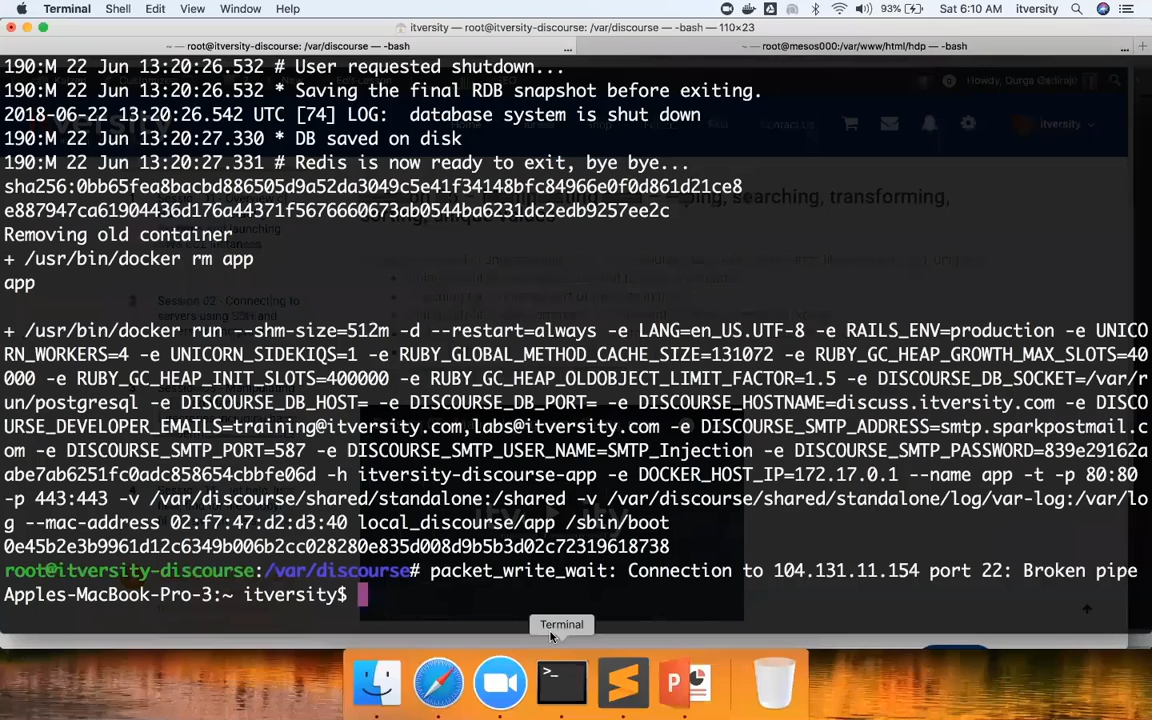 Terminal Shell Edit View Window Help 93% Sat 6:10 AM itversity
itversity — root@itversity-discourse: /var/discourse — -bash — 110×23
~ — root@itversity-discourse: /var/discourse — -bash ... ~ — root@mesos000:/var/www/html/hdp — -bash ...
190:M 22 Jun 13:20:26.532 # User requested shutdown...
190:M 22 Jun 13:20:26.532 * Saving the final RDB snapshot before exiting.
2018-06-22 13:20:26.542 UTC [74] LOG:  database system is shut down
190:M 22 Jun 13:20:27.330 * DB saved on disk
190:M 22 Jun 13:20:27.331 # Redis is now ready to exit, bye bye...
sha256:0bb65fea8bacbd886505d9a52da3049c5e41f34148bfc84966e0f0d861d21ce8
e887947ca61904436d176a44371f5676660675ab0544ba6231dc2edb9257ee2c
Removing old container
+ /usr/bin/docker rm app
app
+ /usr/bin/docker run --shm-size=512m -d --restart=always -e LANG=en_US.UTF-8 -e RAILS_ENV=production -e UNICO
RN_WORKERS=4 -e UNICORN_SIDEKIQS=1 -e RUBY_GLOBAL_METHOD_CACHE_SIZE=131072 -e RUBY_GC_HEAP_GROWTH_MAX_SLOTS=40
000 -e RUBY_GC_HEAP_INIT_SLOTS=400000 -e RUBY_GC_HEAP_OLDOBJECT_LIMIT_FACTOR=1.5 -e DISCOURSE_DB_SOCKET=/var/r
un/postgresql -e DISCOURSE_DB_HOST= -e DISCOURSE_DB_PORT= -e DISCOURSE_HOSTNAME=discuss.itversity.com -e DISCO
URSE_DEVELOPER_EMAILS=training@itversity.com,labs@itversity.com -e DISCOURSE_SMTP_ADDRESS=smtp.sparkpostmail.c
om -e DISCOURSE_SMTP_PORT=587 -e DISCOURSE_SMTP_USER_NAME=SMTP_Injection -e DISCOURSE_SMTP_PASSWORD=839e29162a
abe7ab6251fc0adc858654cbbfe06d -h itversity-discourse-app -e DOCKER_HOST_IP=172.17.0.1 --name app -t -p 80:80
-p 443:443 -v /var/discourse/shared/standalone:/shared -v /var/discourse/shared/standalone/log/var-log:/var/lo
g --mac-address 02:f7:47:d2:d3:40 local_discourse/app /sbin/boot
0e45b2e3b9961d12c6349b006b2cc028280e835d008d9b5b3d02c72319618738
root@itversity-discourse:/var/discourse# packet_write_wait: Connection to 104.131.11.154 port 22: Broken pipe
Apples-MacBook-Pro-3:~ itversity$
Terminal